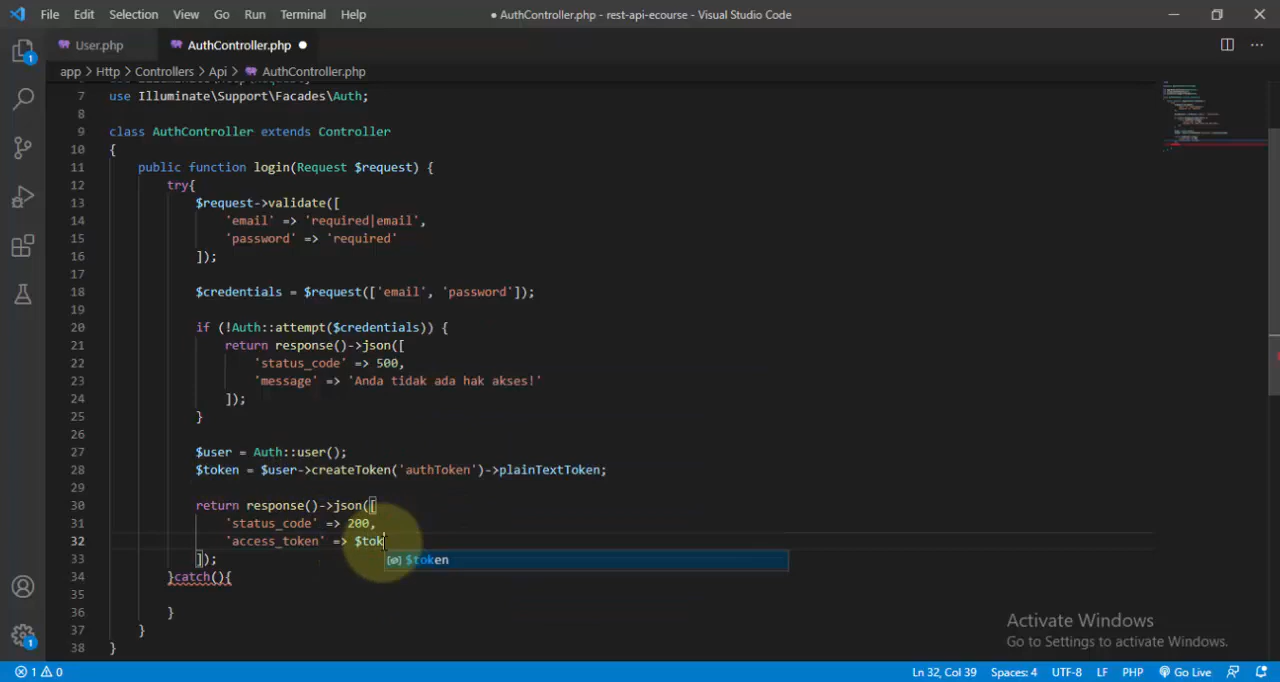 File Edit Selection View Go Run Terminal Help
● AuthController.php - rest-api-ecourse - Visual Studio Code
User.php
AuthController.php ●
app > Http > Controllers > Api > AuthController.php
7 use Illuminate\Support\Facades\Auth;
8
9 class AuthController extends Controller
10 {
11 public function login(Request $request) {
12 try{
13 $request->validate([
14 'email' => 'required|email',
15 'password' => 'required'
16 ]);
17
18 $credentials = $request(['email', 'password']);
19
20 if (!Auth::attempt($credentials)) {
21 return response()->json([
22 'status_code' => 500,
23 'message' => 'Anda tidak ada hak akses!'
24 ]);
25 }
26
27 $user = Auth::user();
28 $token = $user->createToken('authToken')->plainTextToken;
29
30 return response()->json([
31 'status_code' => 200,
32 'access_token' => $tok
$token
33 ]);
34 }catch(){
35
36 }
37 }
38 }
1
1
Activate Windows
Go to Settings to activate Windows.
1 0
Ln 32, Col 39 Spaces: 4 UTF-8 LF PHP Go Live